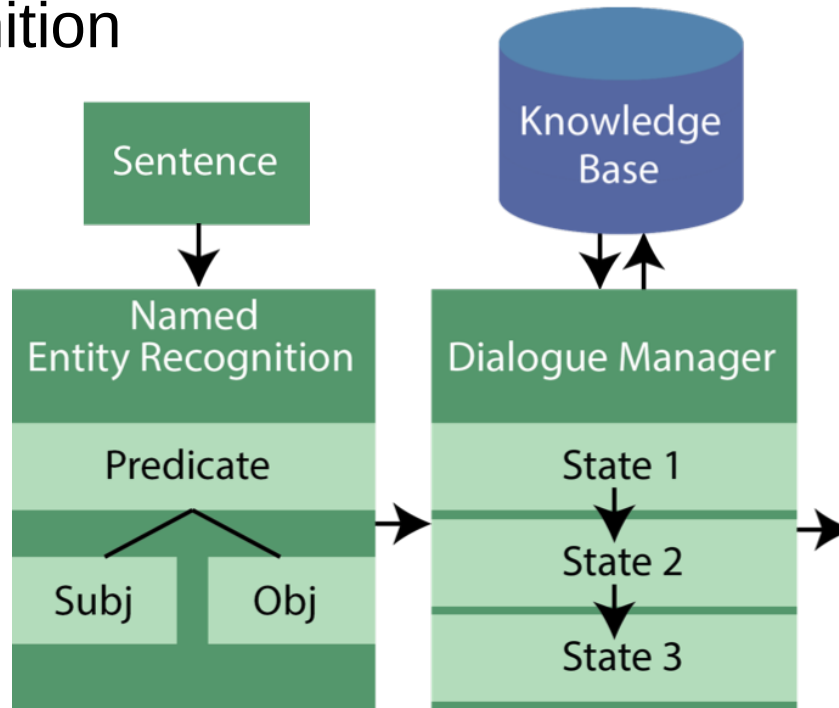 nition
Sentence
Knowledge
Base
Named
Entity Recognition
Predicate
Subj
Obj
Dialogue Manager
State 1
State 2
State 3